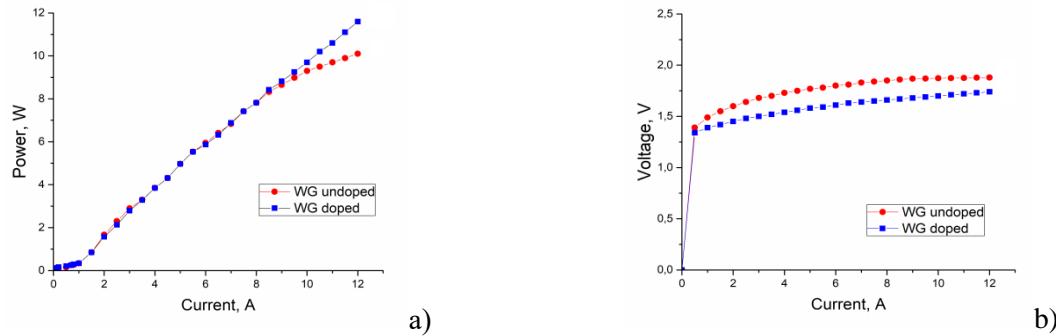 12
10
8
6
4
2
0
Power, W
0 2 4 6 8 10 12
Current, A
WG undoped
WG doped
a)
2,5
2,0
1,5
1,0
0,5
0,0
Voltage, V
0 2 4 6 8 10 12
Current, A
WG undoped
WG doped
b)